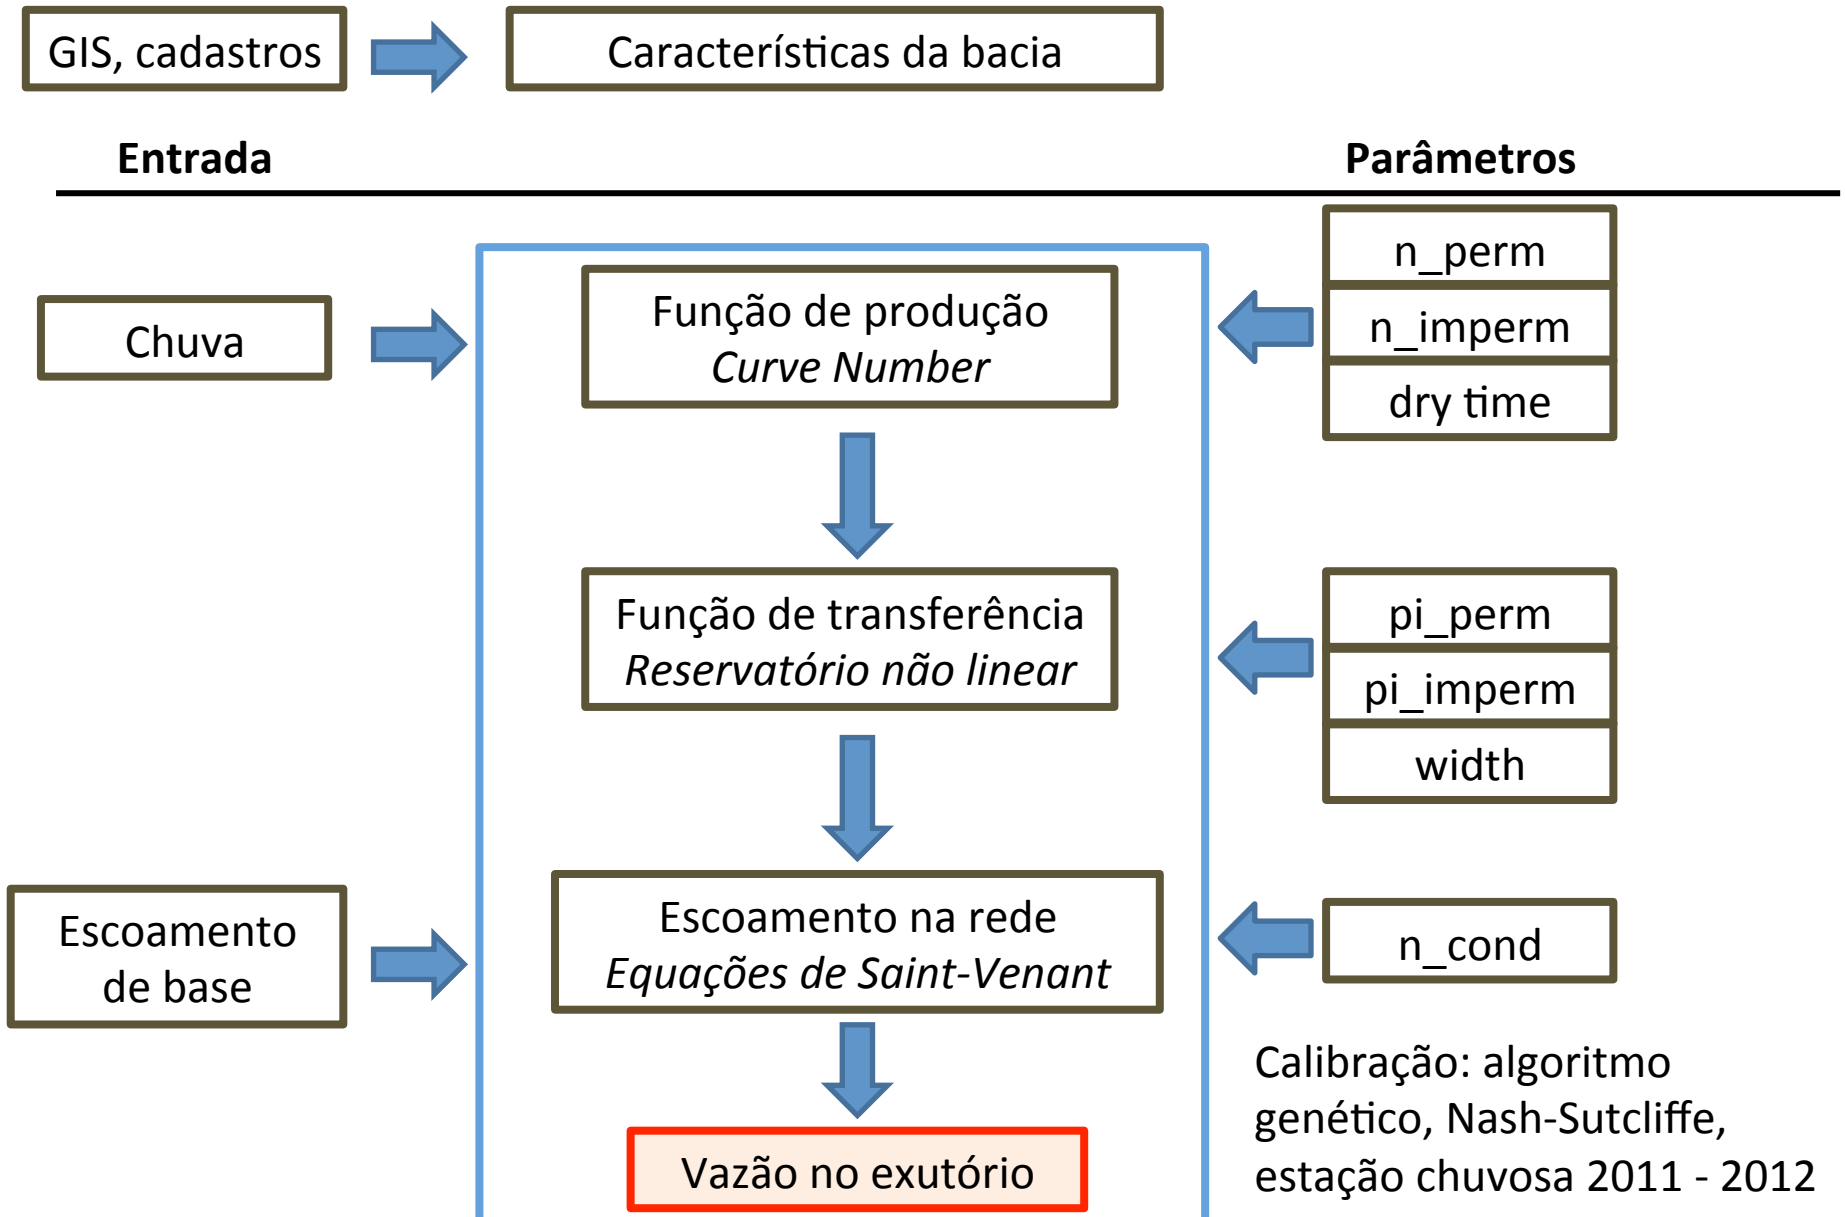 GIS, cadastros
Características da bacia
Entrada
Parâmetros
Chuva
Função de produção
Curve Number
n_perm
n_imperm
dry time
Função de transferência
Reservatório não linear
pi_perm
pi_imperm
width
Escoamento
de base
Escoamento na rede
Equações de Saint-Venant
n_cond
Vazão no exutório
Calibração: algoritmo
genético, Nash-Sutcliffe,
estação chuvosa 2011 - 2012